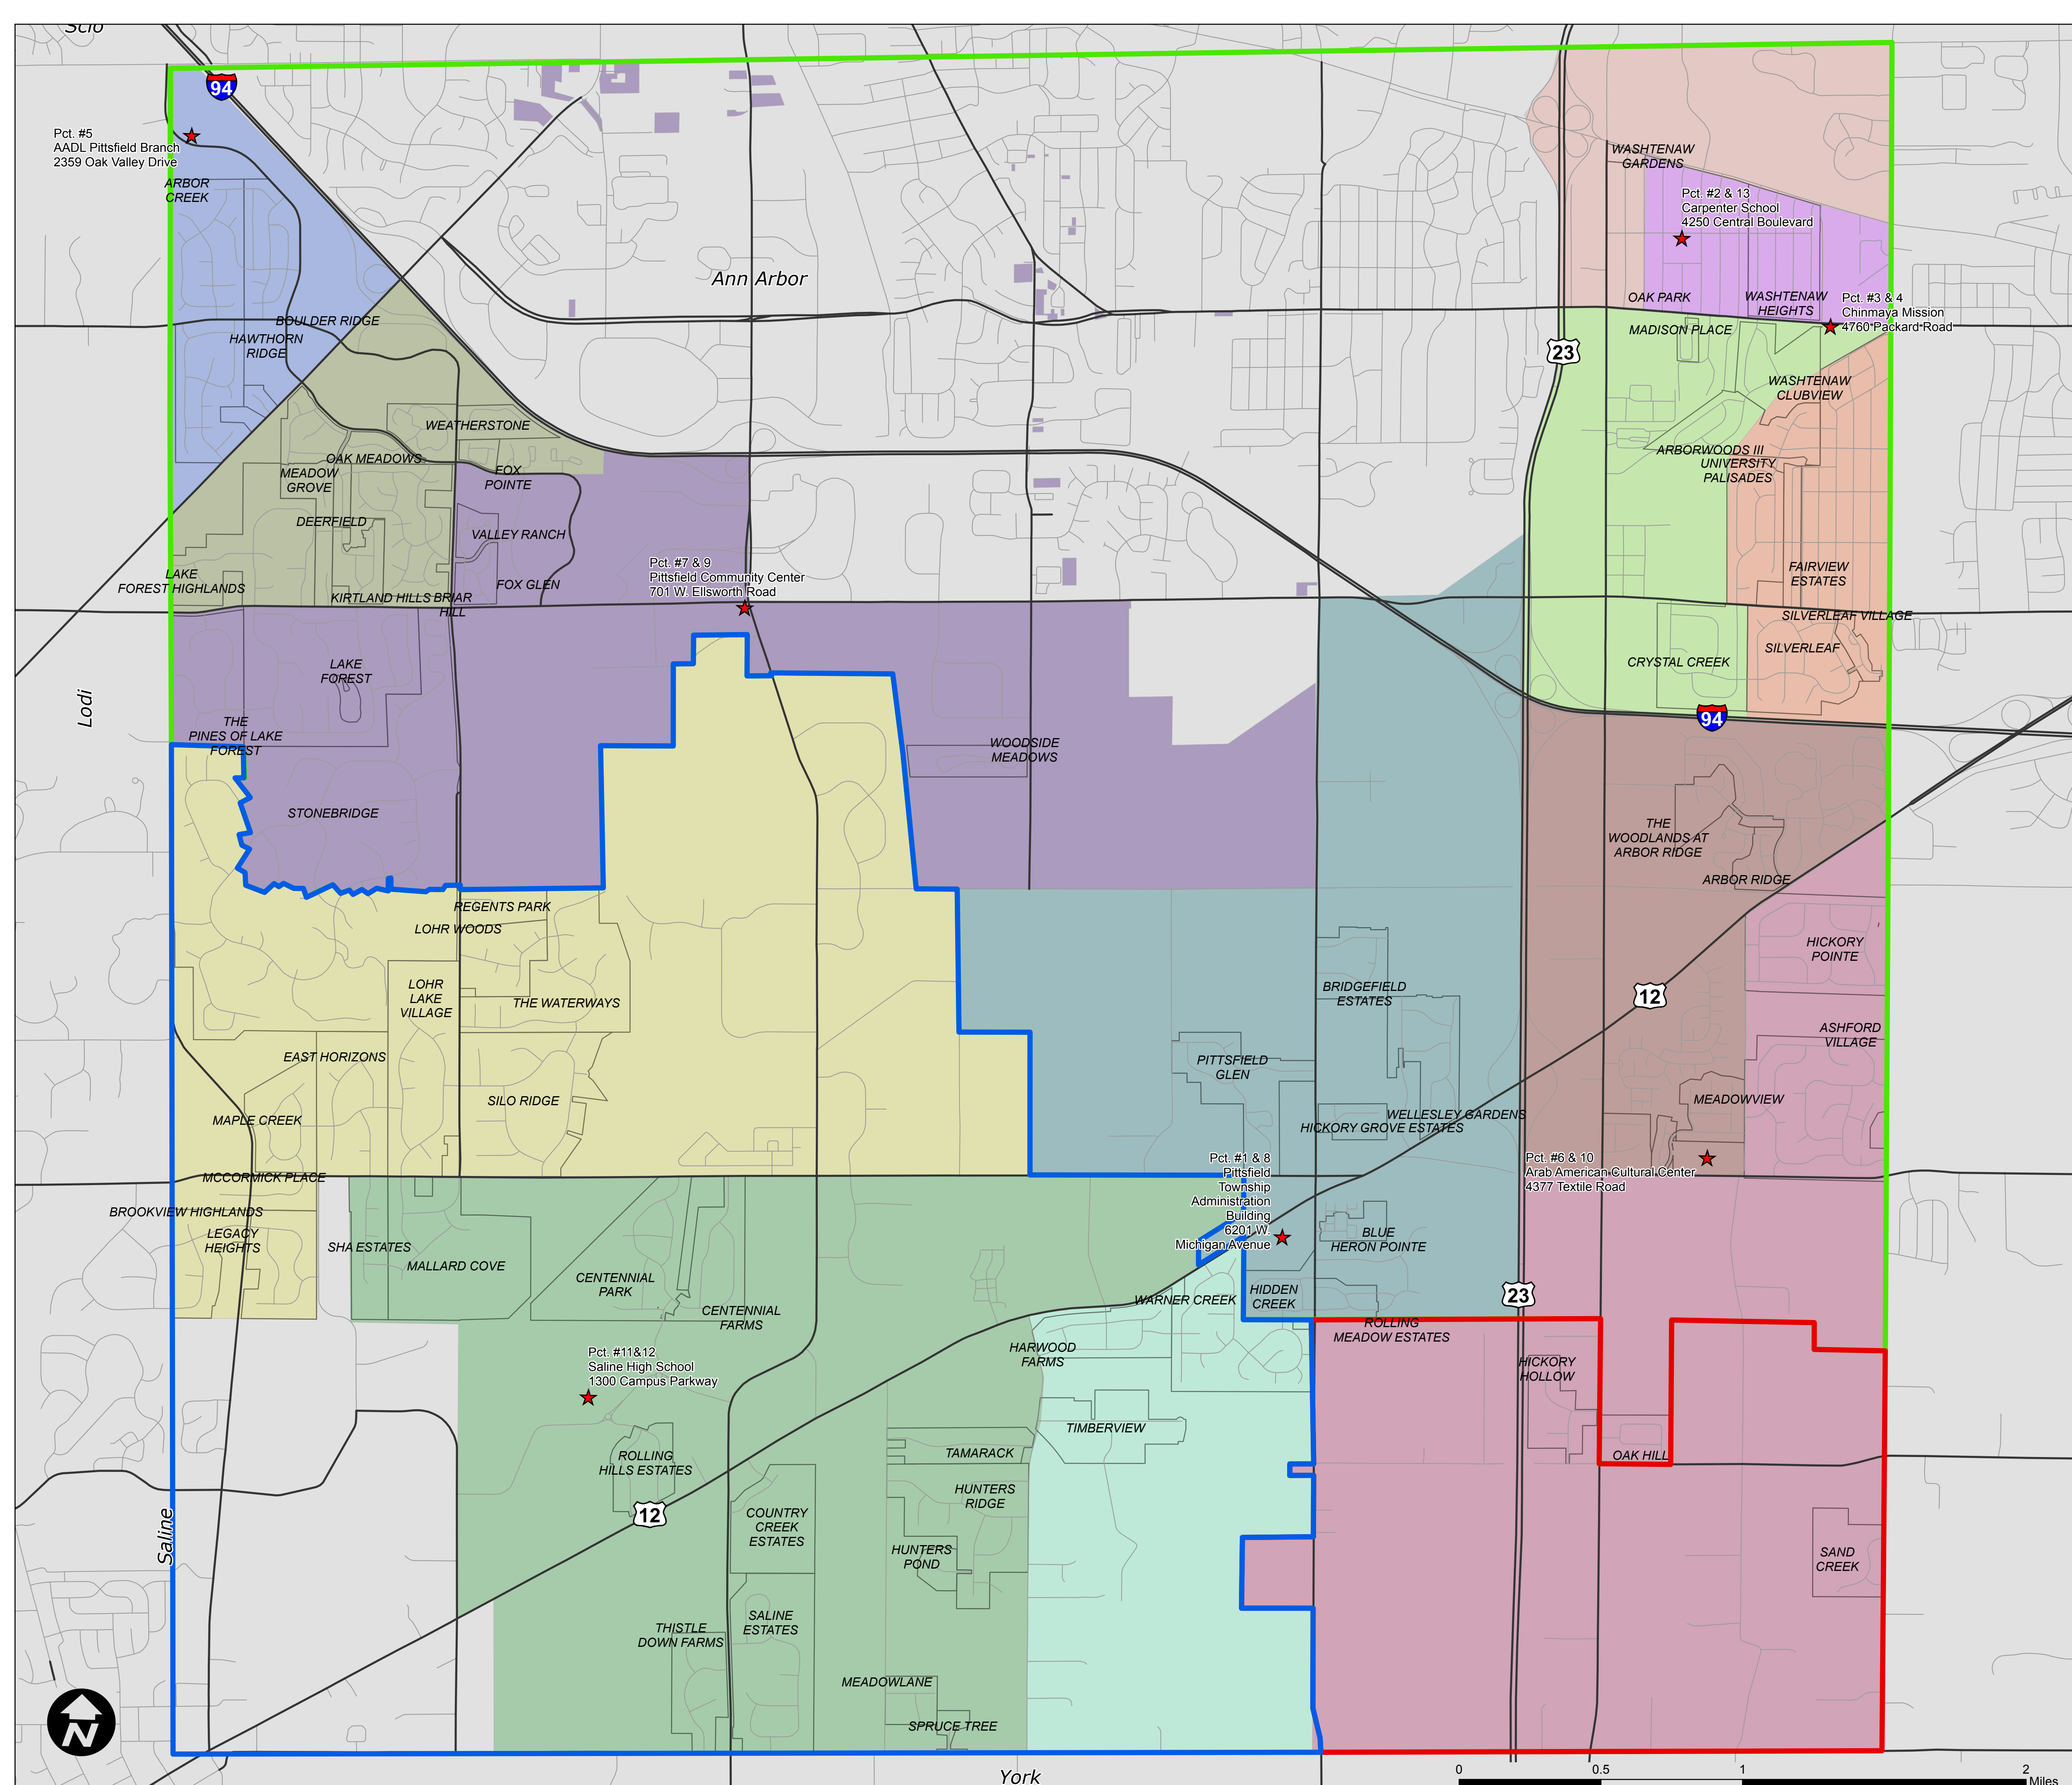 Scio
94
Pct. #5
AADL Pittsfield Branch
2359 Oak Valley Drive
ARBOR
CREEK
WASHTENAW
GARDENS
Pct. #2 & 13
Carpenter School
4250 Central Boulevard
Ann Arbor
OAK PARK
WASHTENAW
HEIGHTS
Pct. #3 & 4
Chinmaya Mission
4760 Packard Road
BOULDER RIDGE
HAWTHORN
RIDGE
MADISON PLACE
23
WASHTENAW
CLUBVIEW
WEATHERSTONE
OAK MEADOWS
MEADOW
GROVE
FOX
POINTE
ARBORWOODS III
UNIVERSITY
PALISADES
DEERFIELD
VALLEY RANCH
LAKE
FOREST HIGHLANDS
KIRTLAND HILLS
BRIAR
HILL
FOX GLEN
Pct. #7 & 9
Pittsfield Community Center
701 W. Ellsworth Road
FAIRVIEW
ESTATES
SILVERLEAF VILLAGE
SILVERLEAF
CRYSTAL CREEK
LAKE
FOREST
Lodi
THE
PINES OF LAKE
FOREST
94
WOODSIDE
MEADOWS
STONEBRIDGE
THE
WOODLANDS AT
ARBOR RIDGE
ARBOR RIDGE
REGENTS PARK
LOHR WOODS
HICKORY
POINTE
LOHR
LAKE
VILLAGE
THE WATERWAYS
BRIDGEFIELD
ESTATES
12
ASHFORD
VILLAGE
EAST HORIZONS
PITTSFIELD
GLEN
SILO RIDGE
MAPLE CREEK
MEADOWVIEW
WELLESLEY GARDENS
HICKORY GROVE ESTATES
Pct. #1 & 8
Pittsfield
Township
Administration
Building
6201 W.
Michigan Avenue
Pct. #6 & 10
Arab American Cultural Center
4377 Textile Road
MCCORMICK PLACE
BROOKVIEW HIGHLANDS
LEGACY
HEIGHTS
SHA ESTATES
MALLARD COVE
BLUE
HERON POINTE
CENTENNIAL
PARK
CENTENNIAL
FARMS
WARNER CREEK
HIDDEN
CREEK
23
ROLLING
MEADOW ESTATES
HARWOOD
FARMS
HICKORY
HOLLOW
Pct. #11&12
Saline High School
1300 Campus Parkway
TIMBERVIEW
TAMARACK
OAK HILL
ROLLING
HILLS ESTATES
HUNTERS
RIDGE
12
COUNTRY
CREEK
ESTATES
Saline
HUNTERS
POND
SAND
CREEK
SALINE
ESTATES
THISTLE
DOWN FARMS
MEADOWLANE
SPRUCE TREE
N
York
0 0.5 1 2
Miles